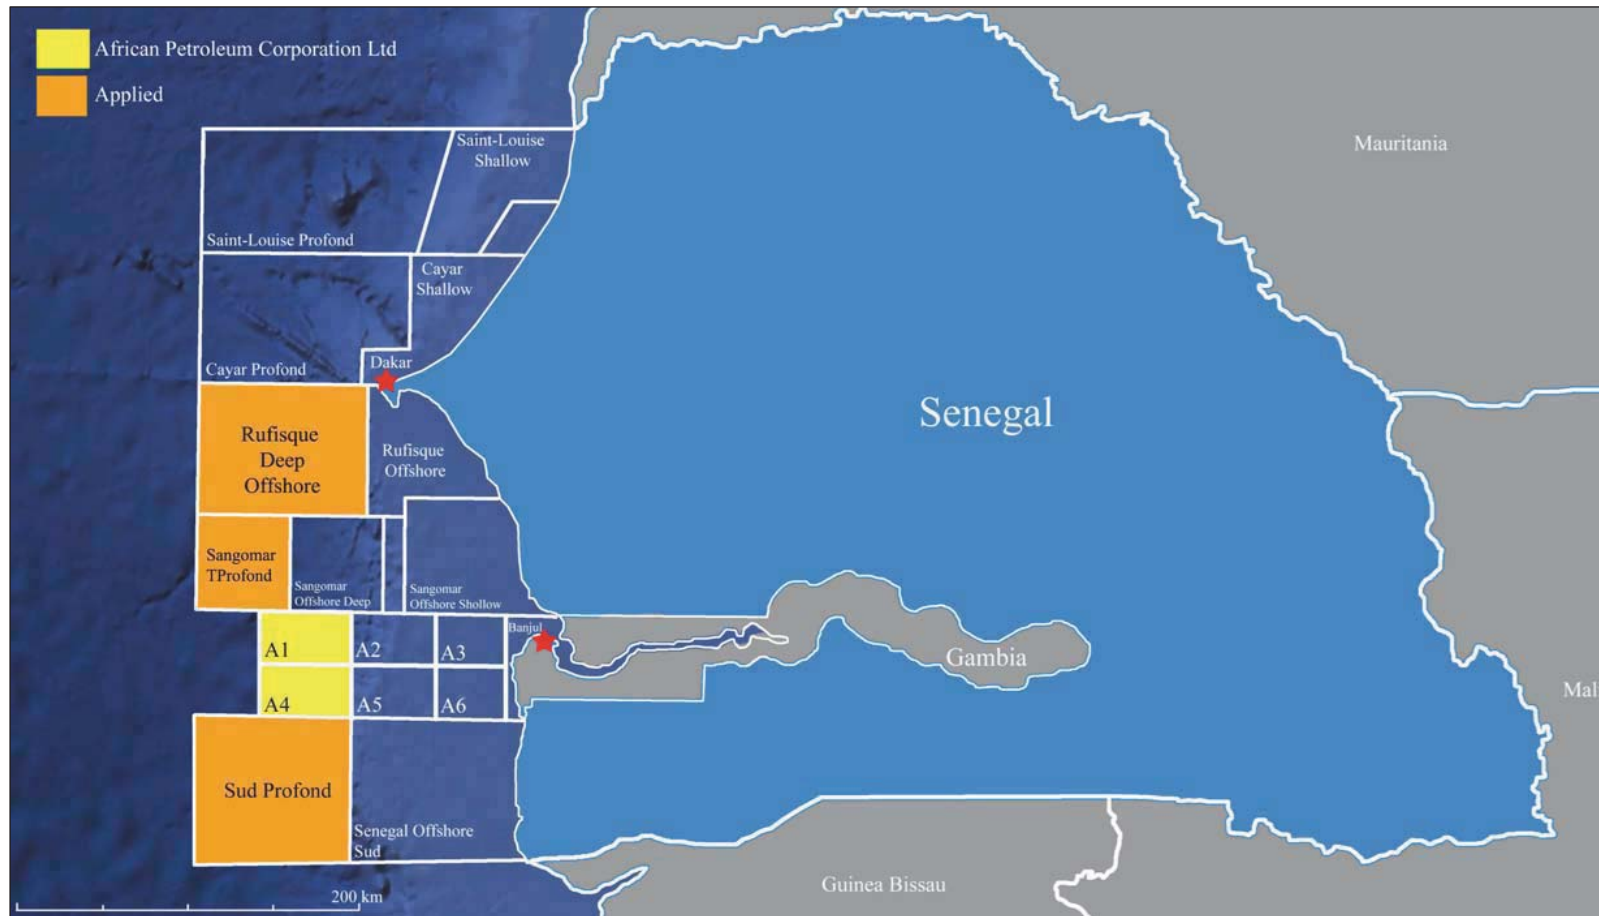 African Petroleum Corporation Ltd
Applied
Saint-Louise
Shallow
Mauritania
Saint-Louise Profond
Cayar
Shallow
Cayar Profond
Dakar
Senegal
Rufisque
Deep
Offshore
Rufisque
Offshore
Sangomar
TProfond
Sangomar
Offshore Deep
Sangomar
Offshore Shollow
Banjul
A1
A2
A3
Gambia
Mal
A4
A5
A6
Sud Profond
Senegal Offshore
Sud
Guinea Bissau
200 km